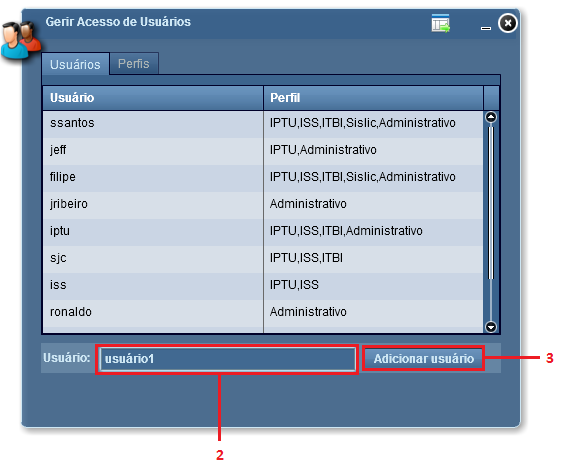 Gerir Acesso de Usuários
Usuários Perfis
Usuário Perfil
ssantos IPTU,ISS,ITBI,Sislic,Administrativo
jeff IPTU,Administrativo
filipe IPTU,ISS,ITBI,Sislic,Administrativo
jribeiro Administrativo
iptu IPTU,ISS,ITBI,Administrativo
sjc IPTU,ISS,ITBI
iss IPTU,ISS
ronaldo Administrativo
Usuário: usuário1 Adicionar usuário 3
2